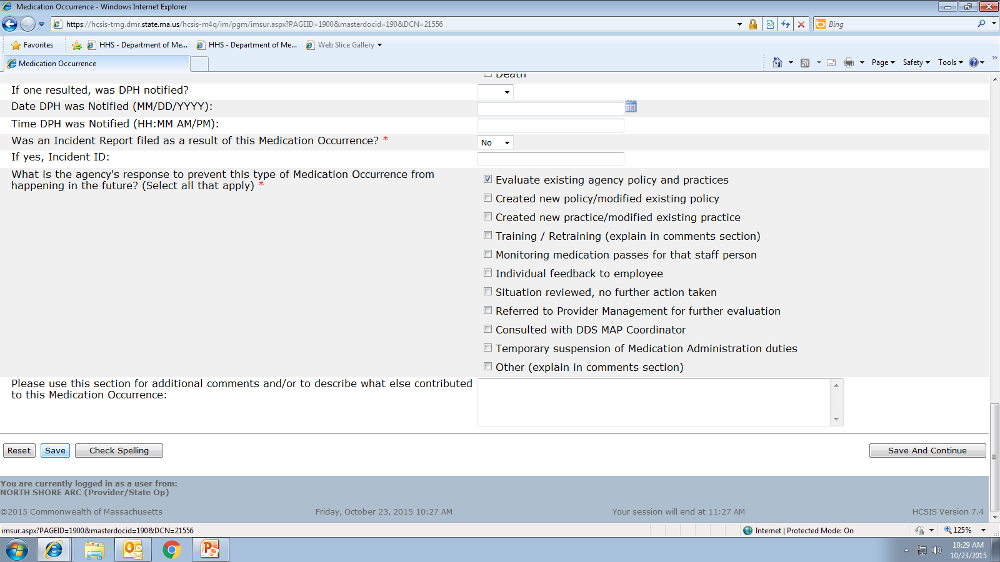 Medication Occurrence - Windows Internet Explorer
https://hcsis-trng.dmr.state.ma.us/hcsis-m4q/im/pgm/imsur.aspx?PAGEID=1900&masterdocid=190&DCN=21556
Bing
Favorites
HHS - Department of Me...
HHS - Department of Me...
Web Slice Gallery
Medication Occurrence
Page
Safety
Tools
Death
If one resulted, was DPH notified?
Date DPH was Notified (MM/DD/YYYY):
Time DPH was Notified (HH:MM AM/PM):
Was an Incident Report filed as a result of this Medication Occurrence? *
No
If yes, Incident ID:
What is the agency's response to prevent this type of Medication Occurrence from
happening in the future? (Select all that apply) *
Evaluate existing agency policy and practices
Created new policy/modified existing policy
Created new practice/modified existing practice
Training / Retraining (explain in comments section)
Monitoring medication passes for that staff person
Individual feedback to employee
Situation reviewed, no further action taken
Referred to Provider Management for further evaluation
Consulted with DDS MAP Coordinator
Temporary suspension of Medication Administration duties
Other (explain in comments section)
Please use this section for additional comments and/or to describe what else contributed
to this Medication Occurrence:
Reset
Save
Check Spelling
Save And Continue
You are currently logged in as a user from:
NORTH SHORE ARC (Provider/State Op)
©2015 Commonwealth of Massachusetts
Friday, October 23, 2015 10:27 AM
Your session will end at 11:27 AM
HCSIS Version 7.4
imsur.aspx?PAGEID=1900&masterdocid=190&DCN=21556
Internet | Protected Mode: On
125%
10:29 AM
10/23/2015